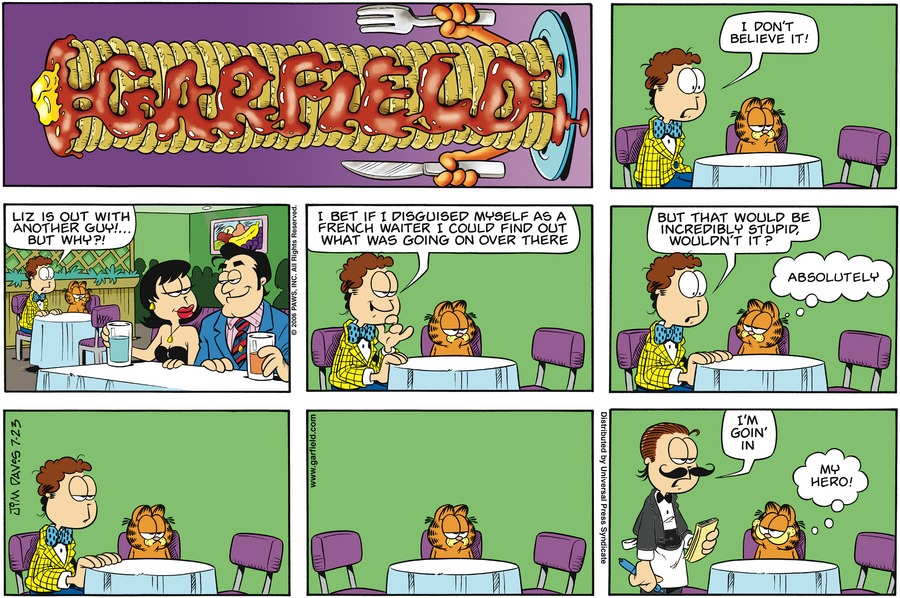 GARFIELD
I DON'T
BELIEVE IT!
LIZ IS OUT WITH
ANOTHER GUY!...
BUT WHY?!
© 2006 PAWS, INC. All Rights Reserved.
I BET IF I DISGUISED MYSELF AS A
FRENCH WAITER I COULD FIND OUT
WHAT WAS GOING ON OVER THERE
BUT THAT WOULD BE
INCREDIBLY STUPID,
WOULDN'T IT?
ABSOLUTELY
JIM DAVIS 7-23
www.garfield.com
Distributed by Universal Press Syndicate
I'M
GOIN'
IN
MY
HERO!